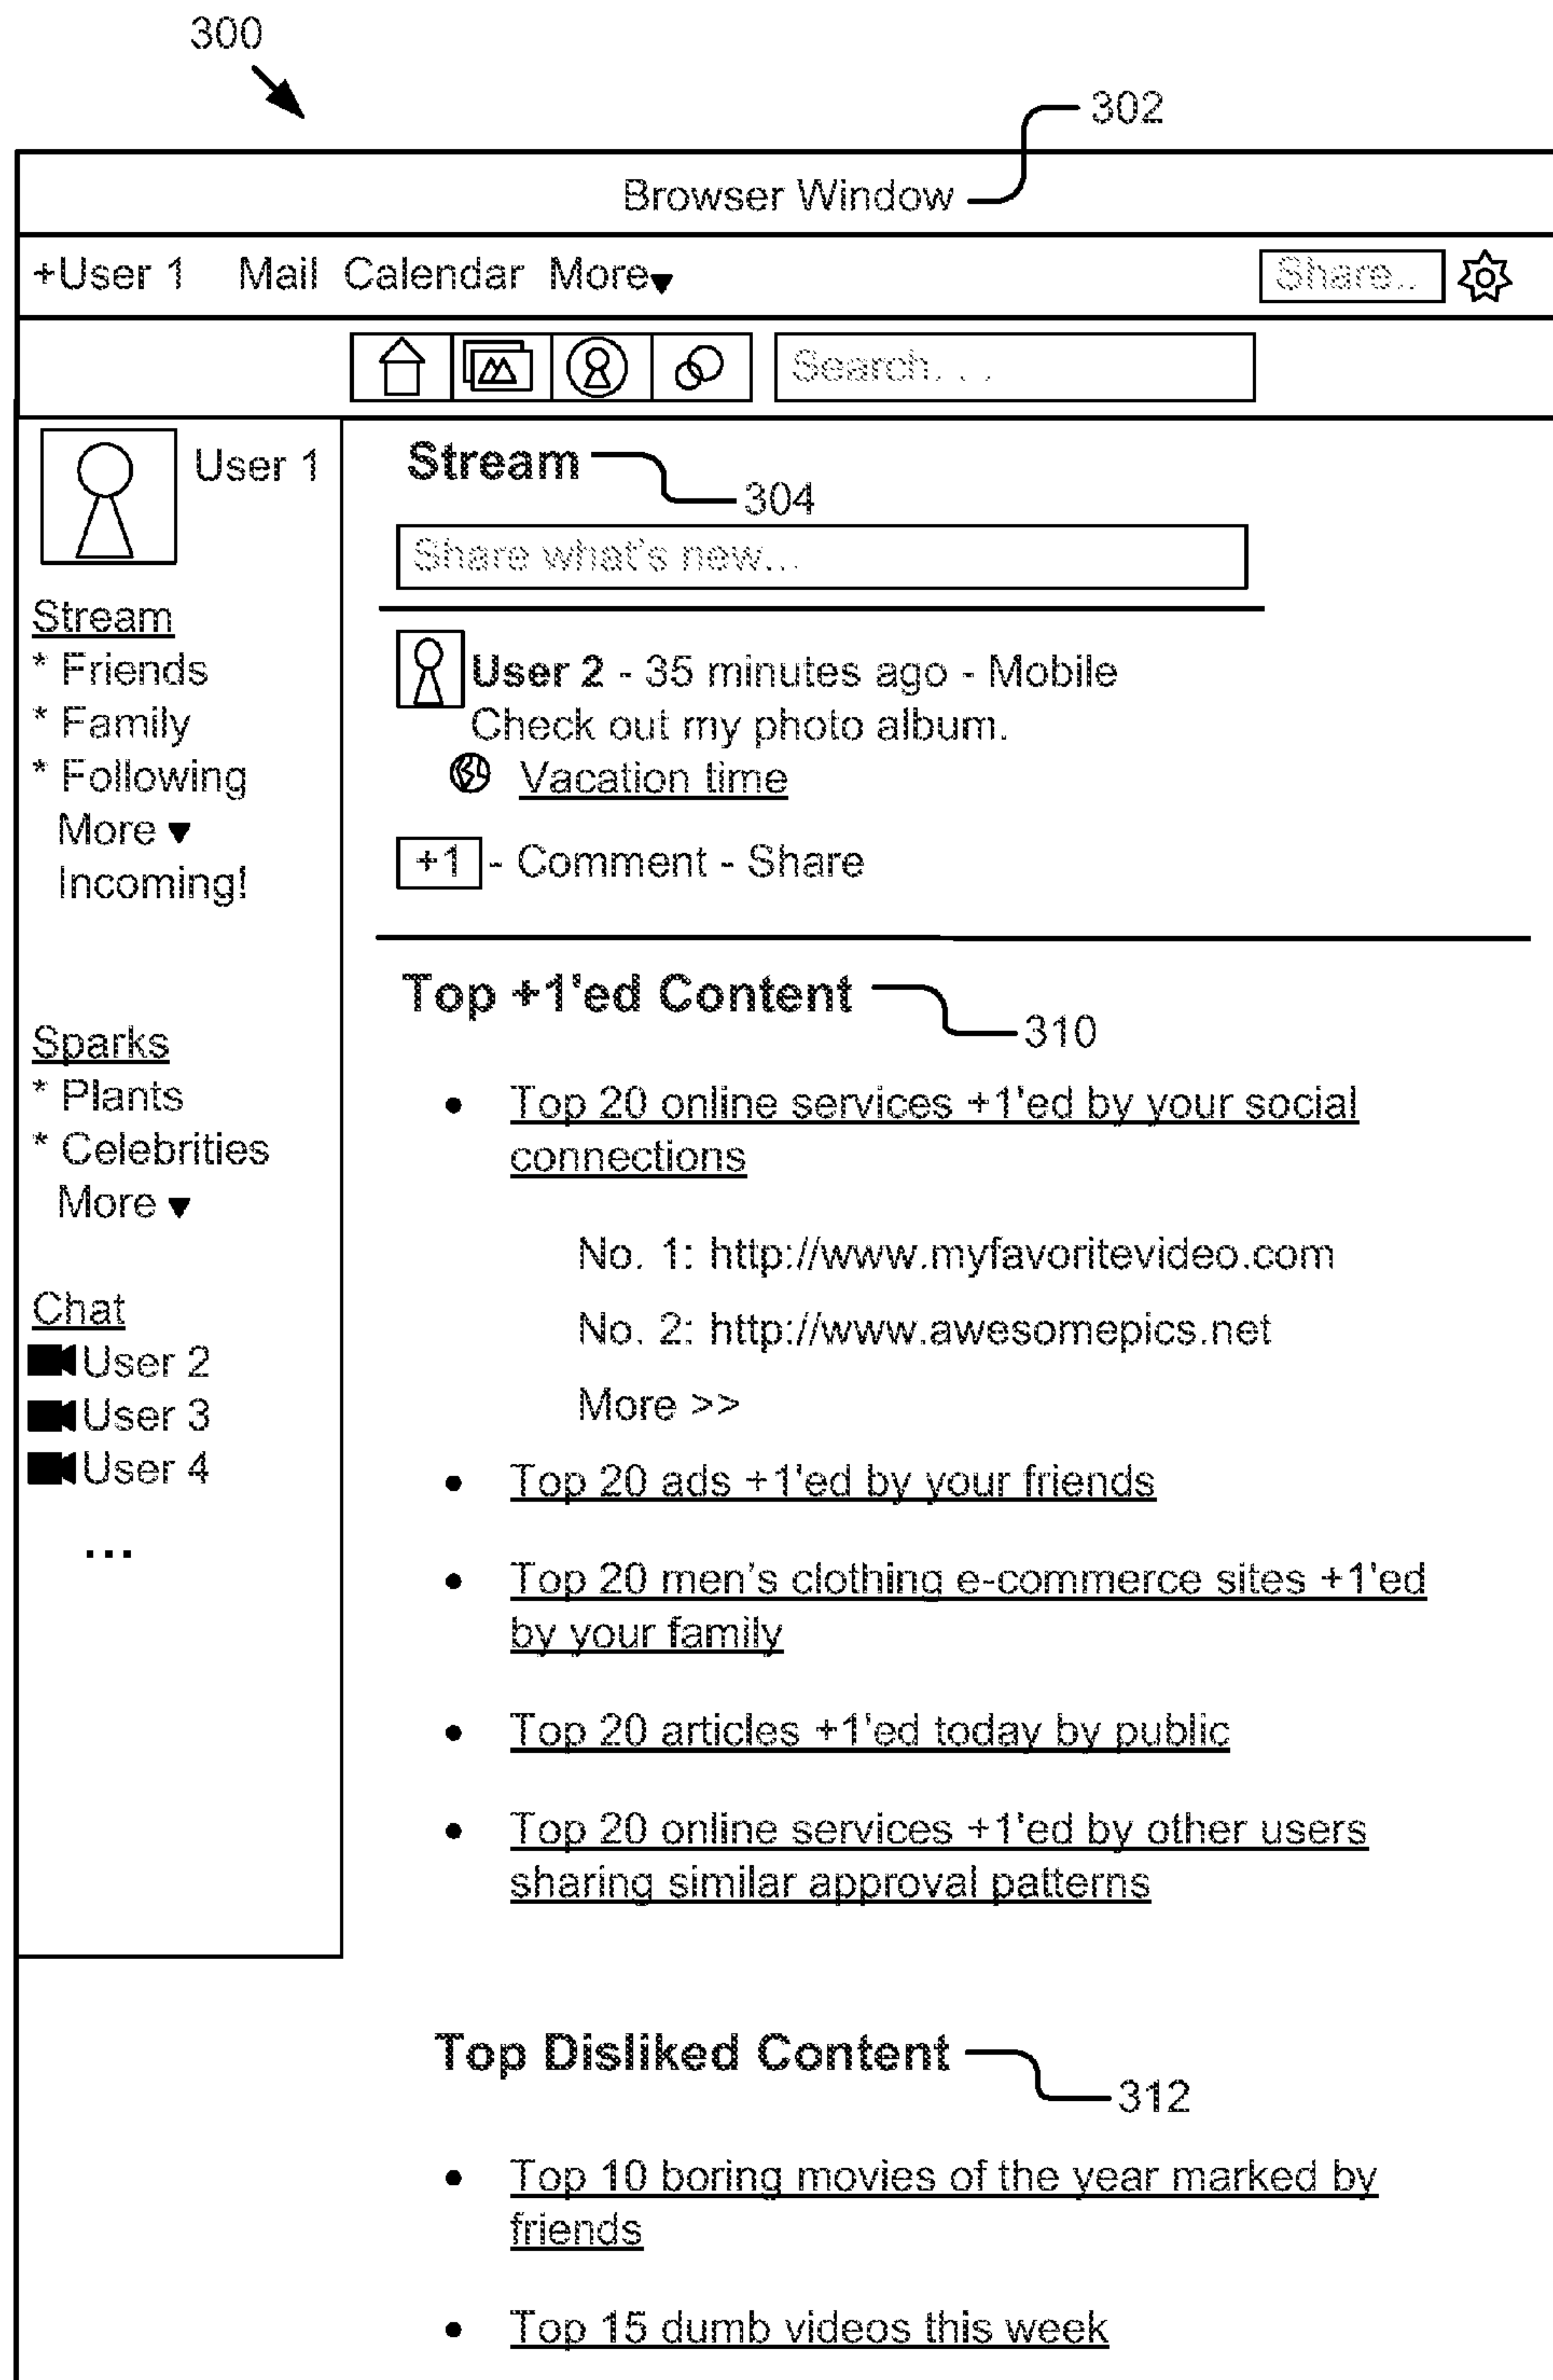 300
302
Browser Window
+User 1 Mail Calendar More▼ Share..
Search. . .
User 1
Stream
* Friends
* Family
* Following
More ▼
Incoming!
Sparks
* Plants
* Celebrities
More ▼
Chat
User 2
User 3
User 4
...
Stream
304
Share what's new...
User 2 - 35 minutes ago - Mobile
Check out my photo album.
Vacation time
+1 - Comment - Share
Top +1'ed Content
310
• Top 20 online services +1'ed by your social
connections
No. 1: http://www.myfavoritevideo.com
No. 2: http://www.awesomepics.net
More >>
• Top 20 ads +1'ed by your friends
• Top 20 men's clothing e-commerce sites +1'ed
by your family
• Top 20 articles +1'ed today by public
• Top 20 online services +1'ed by other users
sharing similar approval patterns
Top Disliked Content
312
• Top 10 boring movies of the year marked by
friends
• Top 15 dumb videos this week